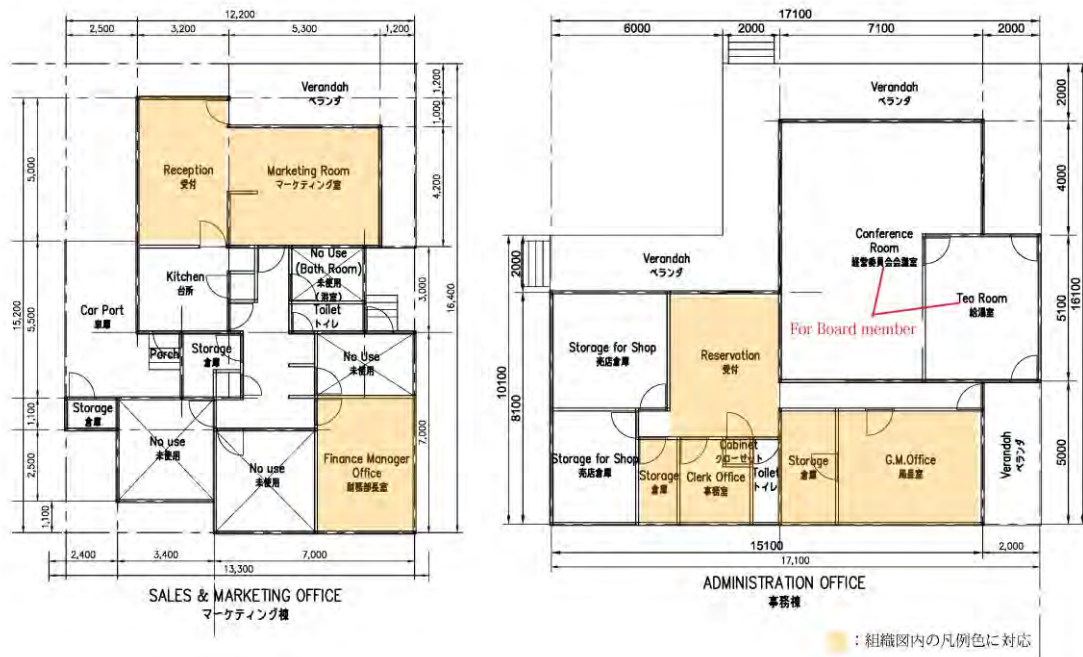 12,200
2,500
3,200
5,300
1,200
Verandah
ベランダ
1,200
1,000
5,000
Reception
受付
Marketing Room
マーケティング室
4,200
No Use
(Bath Room)
未使用
(浴室)
Kitchen
台所
3,000
16,400
15,200
5,500
Car Port
車庫
Toilet
トイレ
Porch
Storage
倉庫
No Use
未使用
1,100
Storage
倉庫
No use
未使用
No use
未使用
Finance Manager
Office
財務部長室
7,000
2,500
1,100
2,400
3,400
7,000
13,300
SALES & MARKETING OFFICE
マーケティング棟
17100
6000
2000
7100
2000
Verandah
ベランダ
2000
4000
Conference
Room
経営委員会会議室
Verandah
ベランダ
2000
Tea Room
給湯室
For Board member
5100
16100
Storage for Shop
売店倉庫
Reservation
受付
10100
8100
Storage for Shop
売店倉庫
Storage
倉庫
Cabinet
クローゼット
Clerk Office
事務室
Toilet
トイレ
Storage
倉庫
G.M.Office
局長室
Verandah
ベランダ
5000
15100
2,000
17,100
ADMINISTRATION OFFICE
事務棟
：組織図内の凡例色に対応